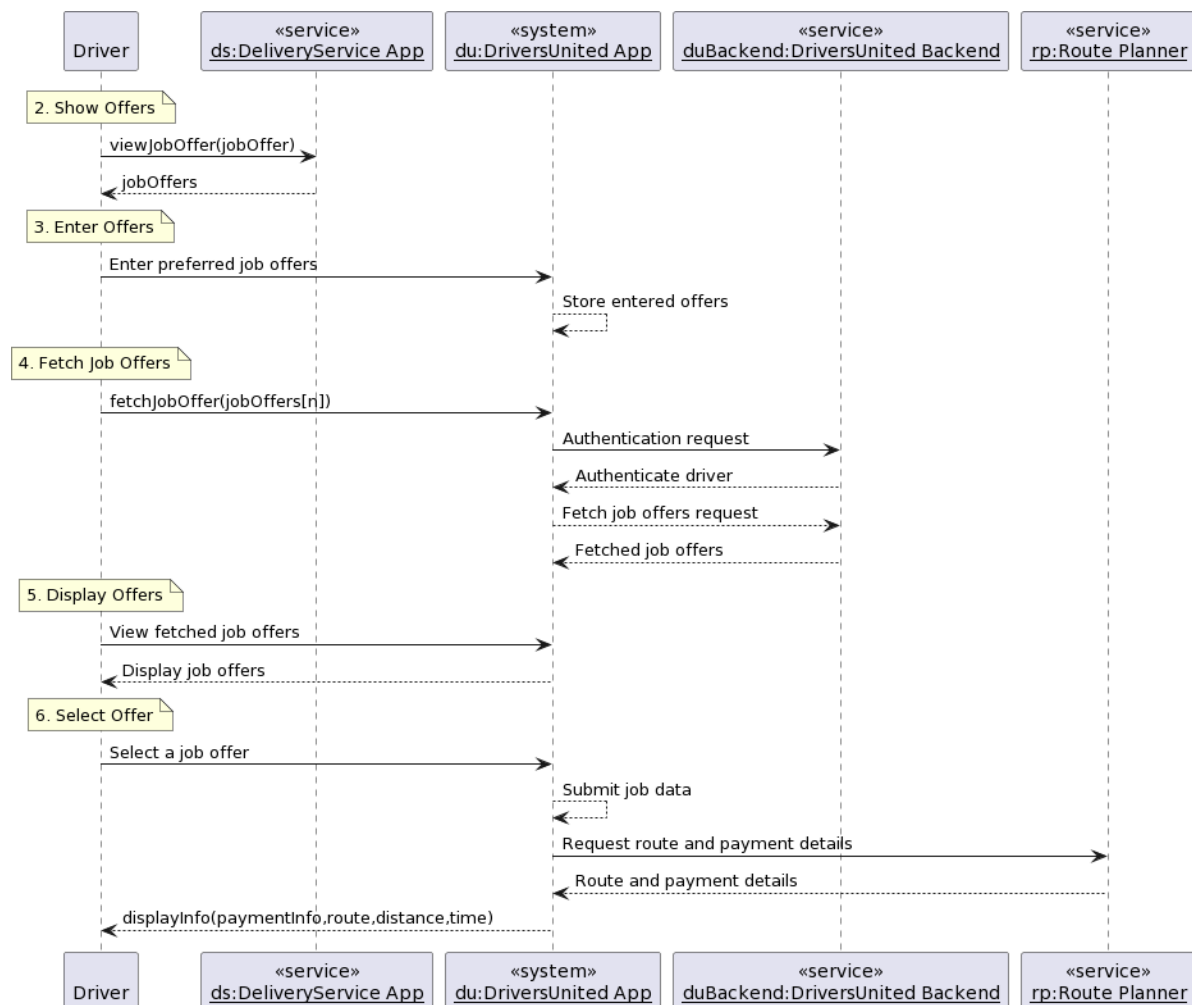 Driver
«service»
ds:DeliveryService App
«system»
du:DriversUnited App
«service»
duBackend:DriversUnited Backend
«service»
rp:Route Planner
2. Show Offers
viewJobOffer(jobOffer)
jobOffers
3. Enter Offers
Enter preferred job offers
Store entered offers
4. Fetch Job Offers
fetchJobOffer(jobOffers[n])
Authentication request
Authenticate driver
Fetch job offers request
Fetched job offers
5. Display Offers
View fetched job offers
Display job offers
6. Select Offer
Select a job offer
Submit job data
Request route and payment details
Route and payment details
displayInfo(paymentInfo,route,distance,time)
Driver
«service»
ds:DeliveryService App
«system»
du:DriversUnited App
«service»
duBackend:DriversUnited Backend
«service»
rp:Route Planner